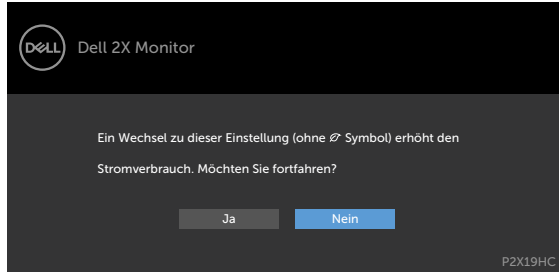 DELL
Dell 2X Monitor
Ein Wechsel zu dieser Einstellung (ohne Symbol) erhöht den
Stromverbrauch. Möchten Sie fortfahren?
Ja
Nein
P2X19HC